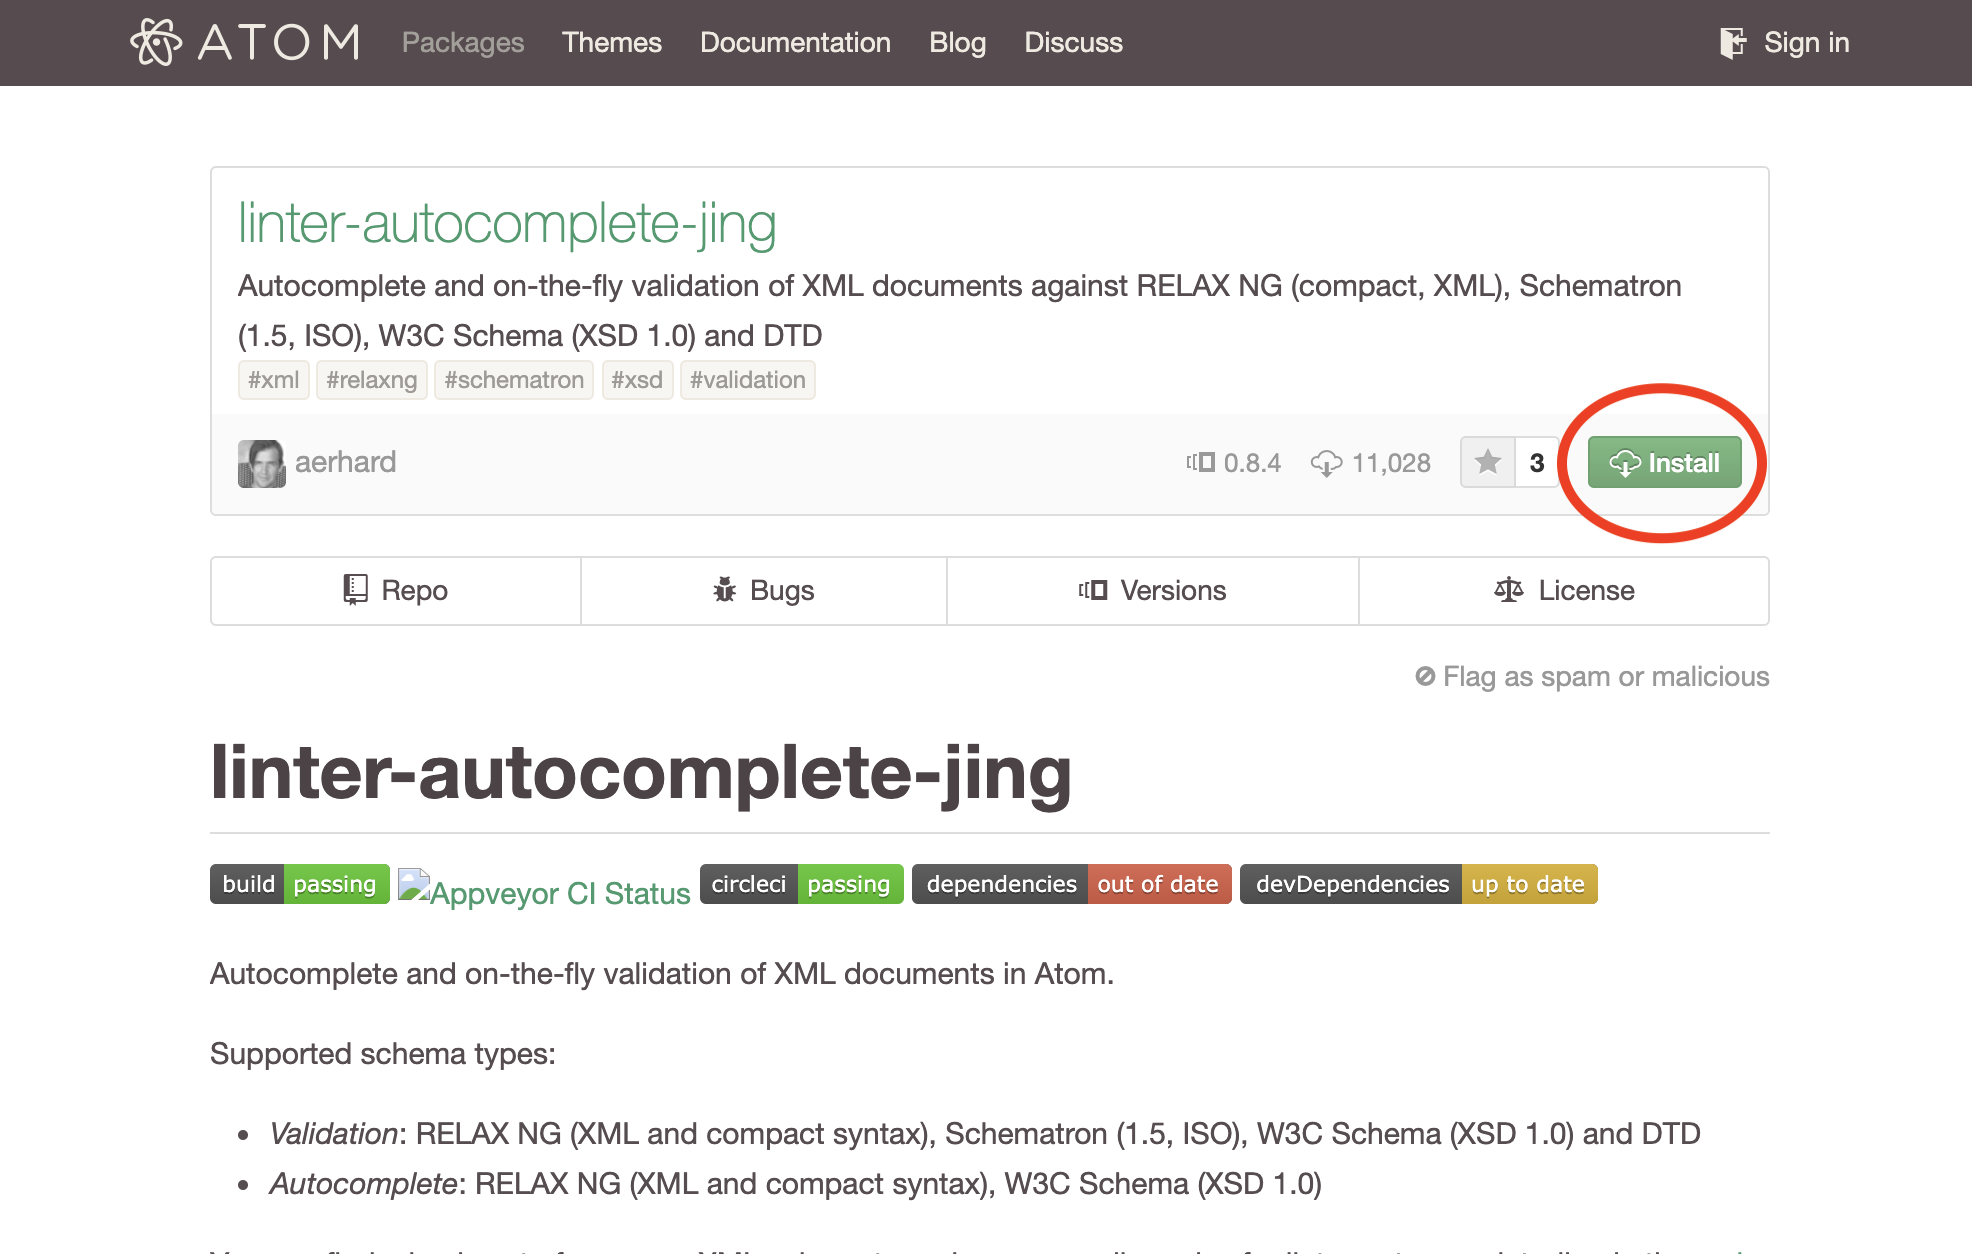 ATOM Packages Themes Documentation Blog Discuss Sign in
linter-autocomplete-jing
Autocomplete and on-the-fly validation of XML documents against RELAX NG (compact, XML), Schematron
(1.5, ISO), W3C Schema (XSD 1.0) and DTD
#xml #relaxng #schematron #xsd #validation
aerhard 0.8.4 11,028 3 Install
Repo Bugs Versions License
Flag as spam or malicious
linter-autocomplete-jing
build passing Appveyor CI Status circleci passing dependencies out of date devDependencies up to date
Autocomplete and on-the-fly validation of XML documents in Atom.
Supported schema types:
• Validation: RELAX NG (XML and compact syntax), Schematron (1.5, ISO), W3C Schema (XSD 1.0) and DTD
• Autocomplete: RELAX NG (XML and compact syntax), W3C Schema (XSD 1.0)